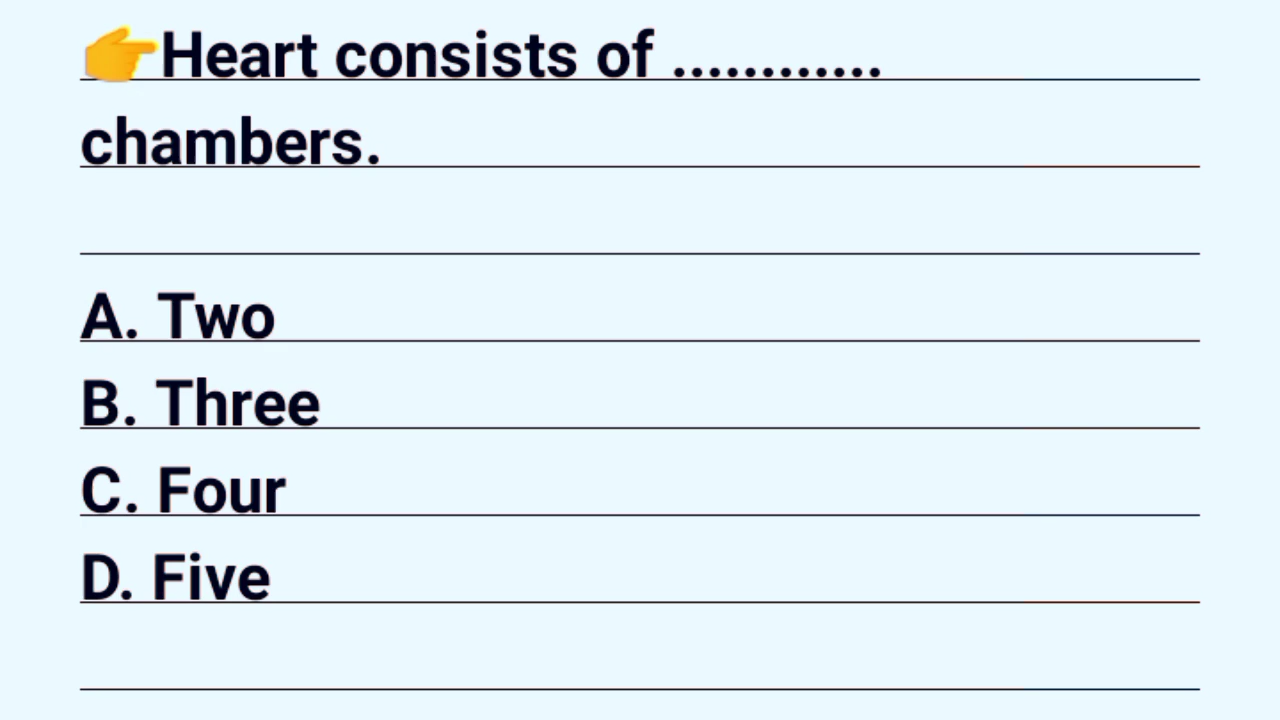 👉Heart consists of ............
chambers.
A. Two
B. Three
C. Four
D. Five